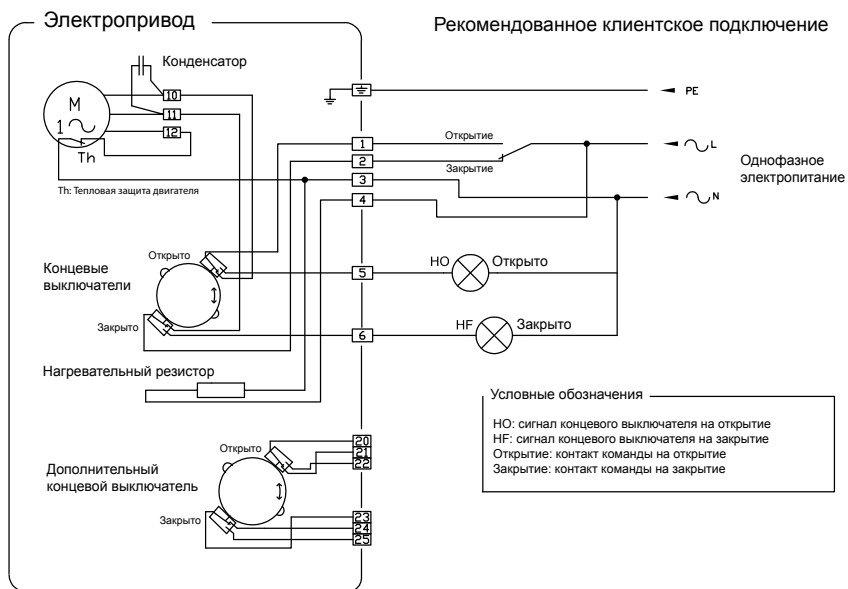 Электропривод
Рекомендованное клиентское подключение
Конденсатор
M
1
Th
10
11
12
PE
1
2
3
4
Открытие
Закрытие
L
N
Однофазное
электропитание
Th: Тепловая защита двигателя
Концевые
выключатели
Открыто
Закрыто
5
HO
Открыто
6
HF
Закрыто
Нагревательный резистор
Условные обозначения
HO: сигнал концевого выключателя на открытие
HF: сигнал концевого выключателя на закрытие
Открытие: контакт команды на открытие
Закрытие: контакт команды на закрытие
Дополнительный
концевой выключатель
Открыто
Закрыто
20
21
22
23
24
25